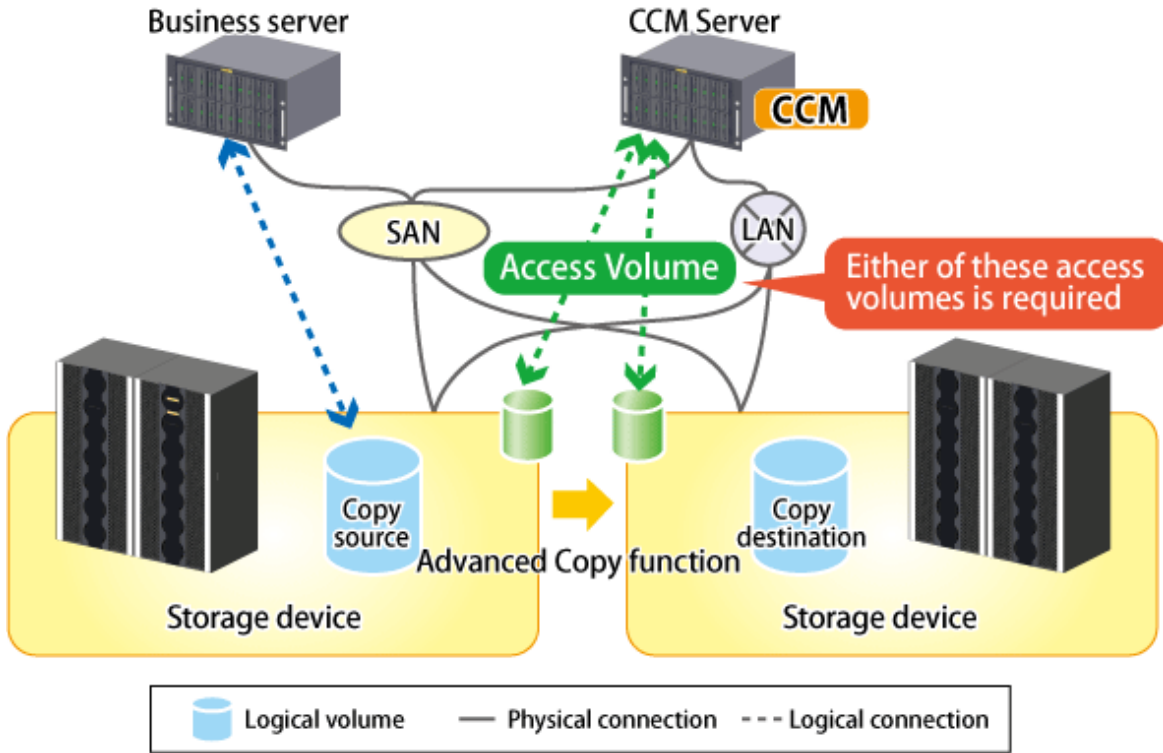 Business server
CCM Server
CCM
SAN
LAN
Access Volume
Either of these access
volumes is required
Copy
source
Copy
destination
Advanced Copy function
Storage device
Storage device
Logical volume
Physical connection
Logical connection